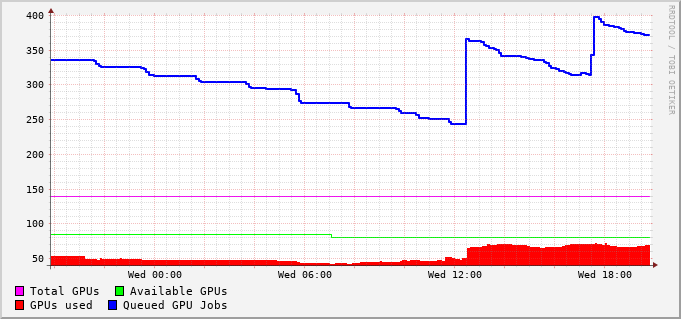 400
350
300
250
200
150
100
50
Wed 00:00 Wed 06:00 Wed 12:00 Wed 18:00
Total GPUs Available GPUs
GPUs used Queued GPU Jobs
RRDTOOL / TOBI OETIKER